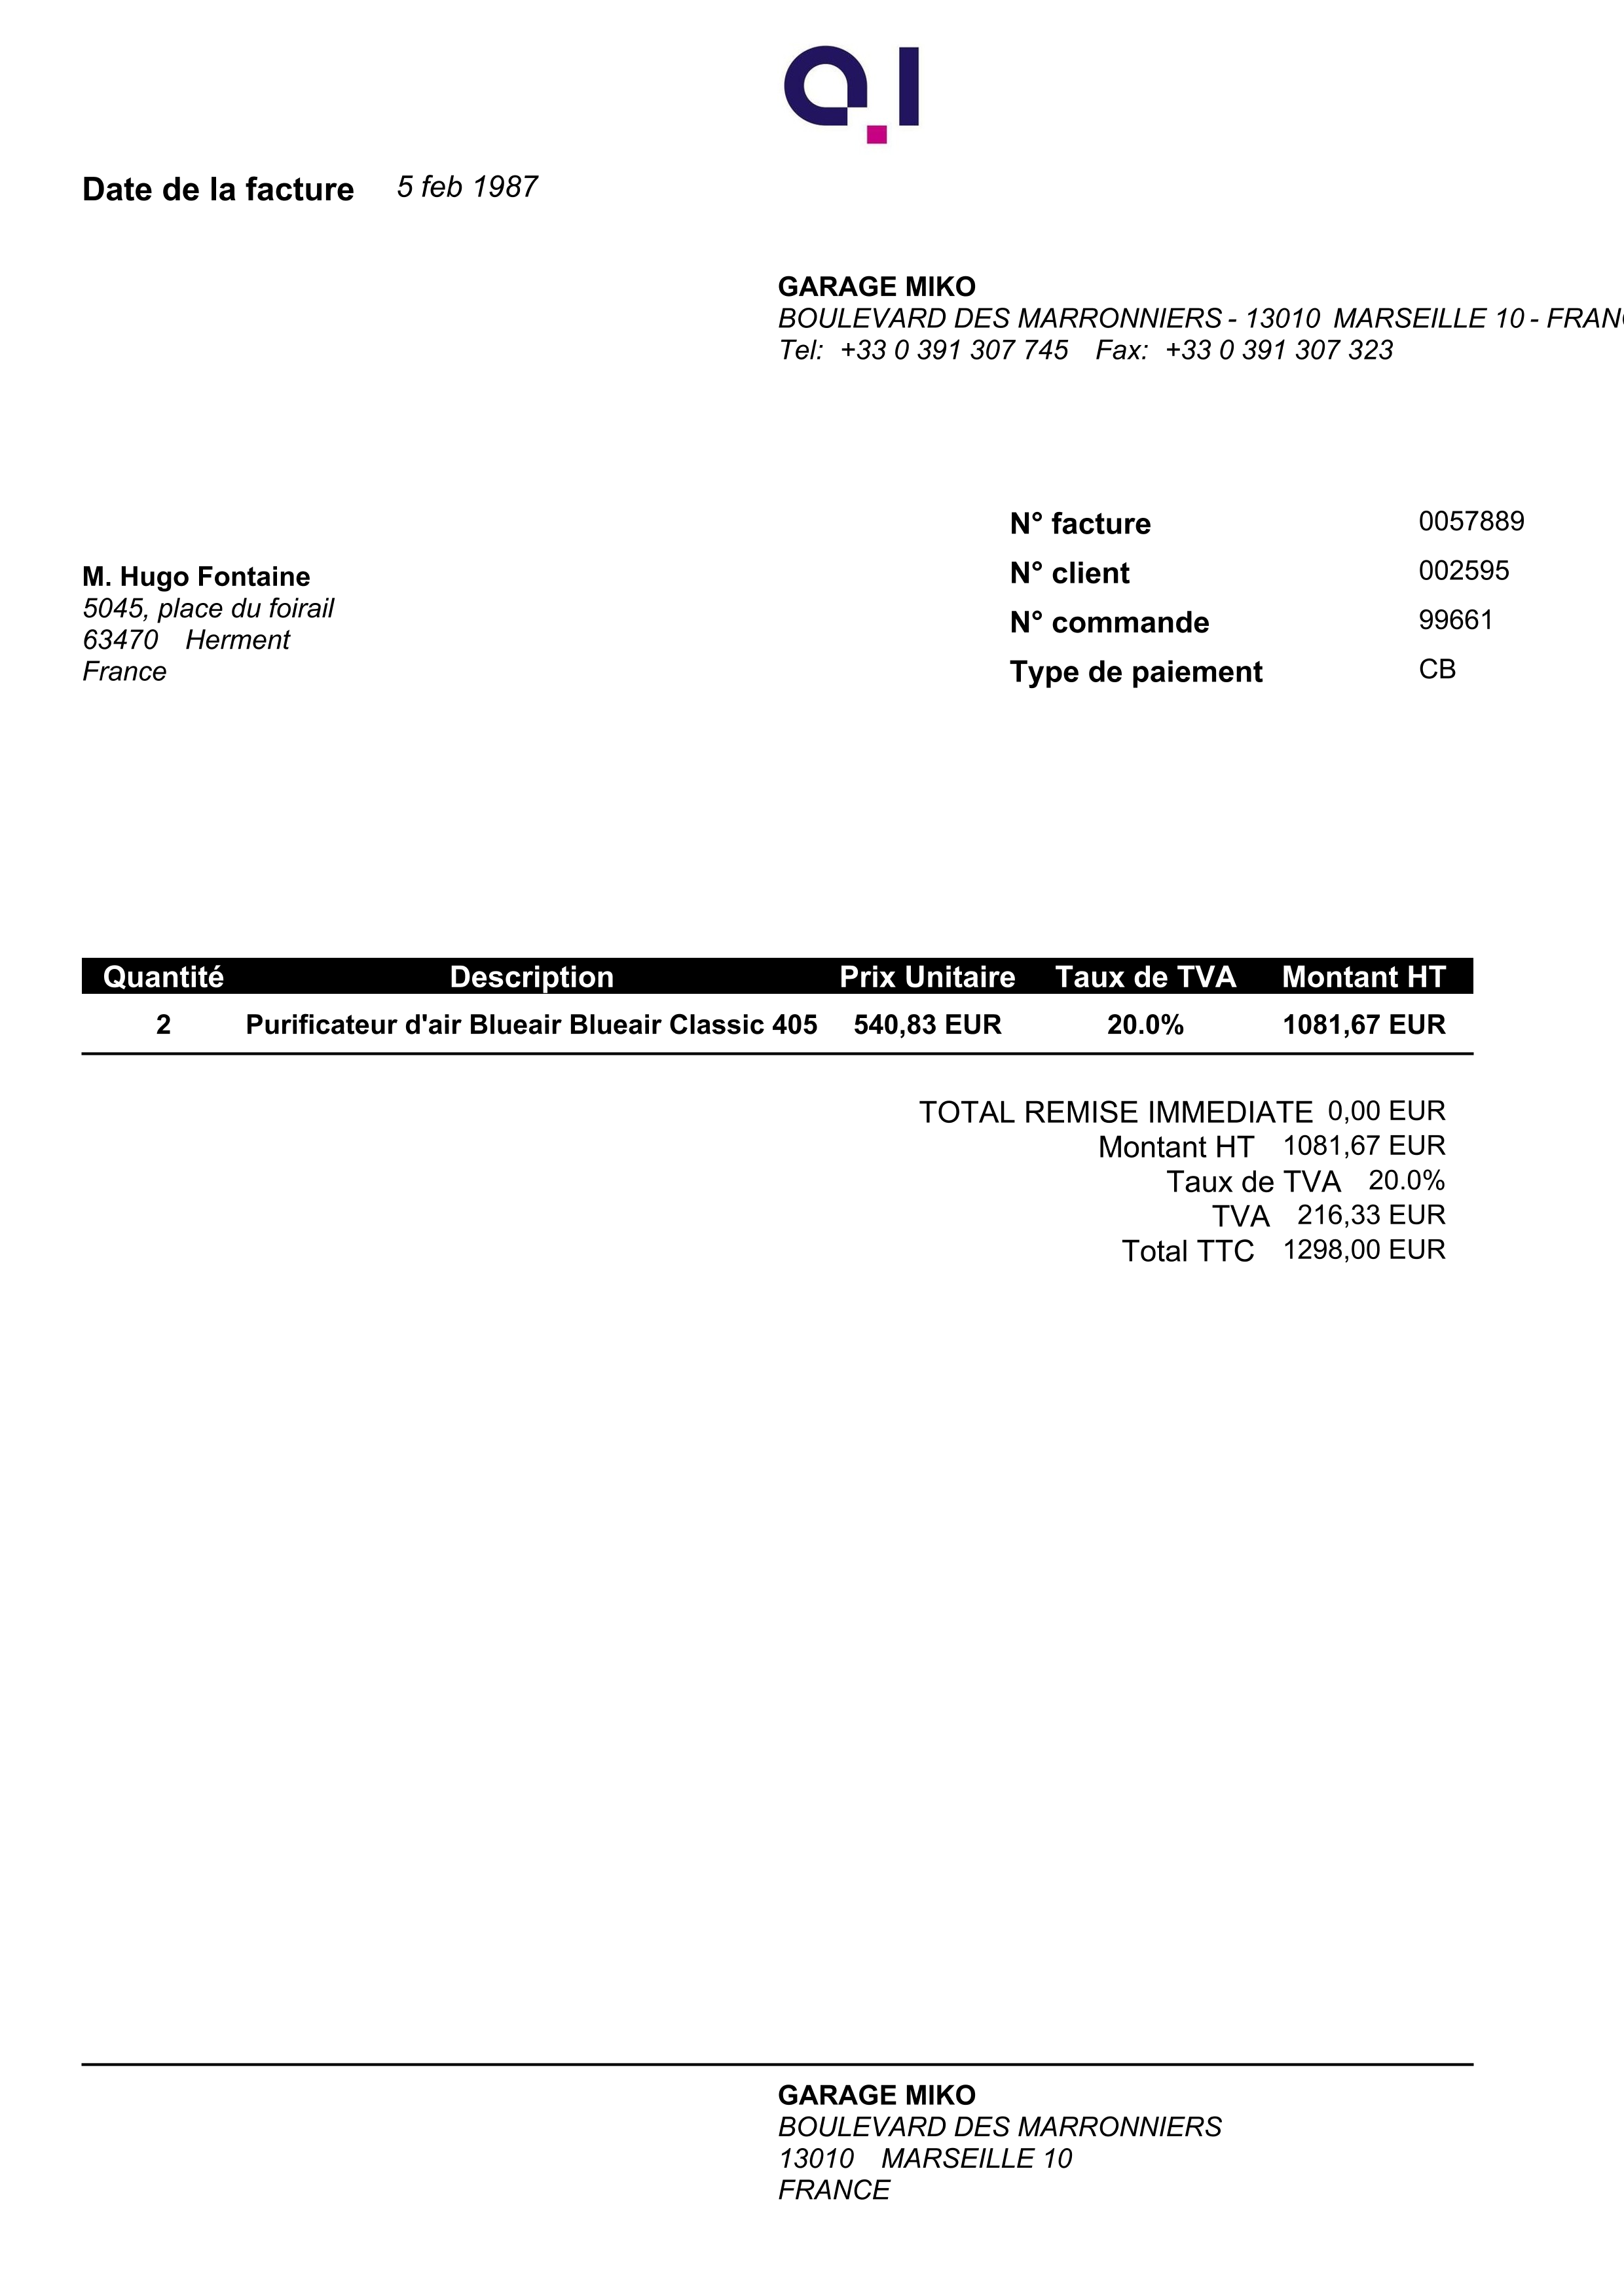 Q.I
Date de la facture 5 feb 1987
GARAGE MIKO
BOULEVARD DES MARRONNIERS - 13010 MARSEILLE 10 -
Tel: +33 0 391 307 745 Fax: +33 0 391 307 323
N° facture 0057889
N° client 002595
N° commande 99661
Type de paiement CB
M. Hugo Fontaine
5045, place du foirail
63470 Herment
France
Quantité Description Prix Unitaire Taux de TVA Montant HT
2 Purificateur d'air Blueair Blueair Classic 405 540,83 EUR 20.0% 1081,67 EUR
TOTAL REMISE IMMEDIATE 0,00 EUR
Montant HT 1081,67 EUR
Taux de TVA 20.0%
TVA 216,33 EUR
Total TTC 1298,00 EUR
GARAGE MIKO
BOULEVARD DES MARRONNIERS
13010 MARSEILLE 10
FRANCE